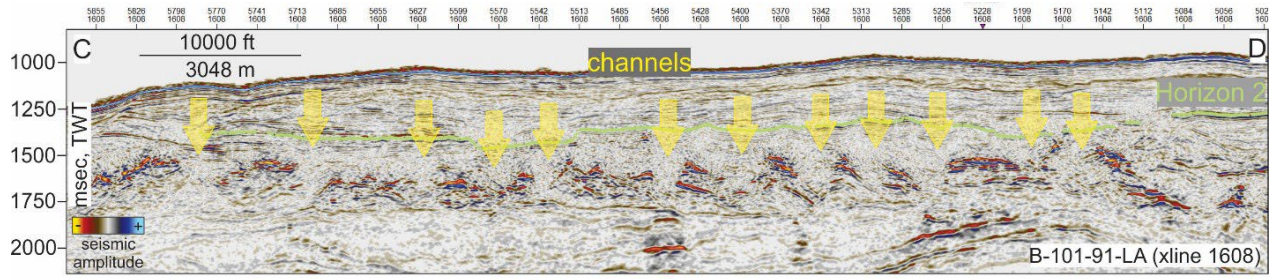 5855 5826 5798 5770 5741 5713 5685 5655 5627 5599 5570 5542 5513 5485 5456 5428 5400 5371 5342 5313 5285 5256 5228 5199 5170 5142 5112 5084 5056 502
1608 1608 1608 1608 1608 1608 1608 1608 1608 1608 1608 1608 1608 1608 1608 1608 1608 1608 1608 1608 1608 1608 1608 1608 1608 1608 1608 1608 1608 160
C
10000 ft
3048 m
channels
D
Horizon 2
1000
1250
1500
1750
2000
msec, TWT
- +
seismic
amplitude
B-101-91-LA (xline 1608)